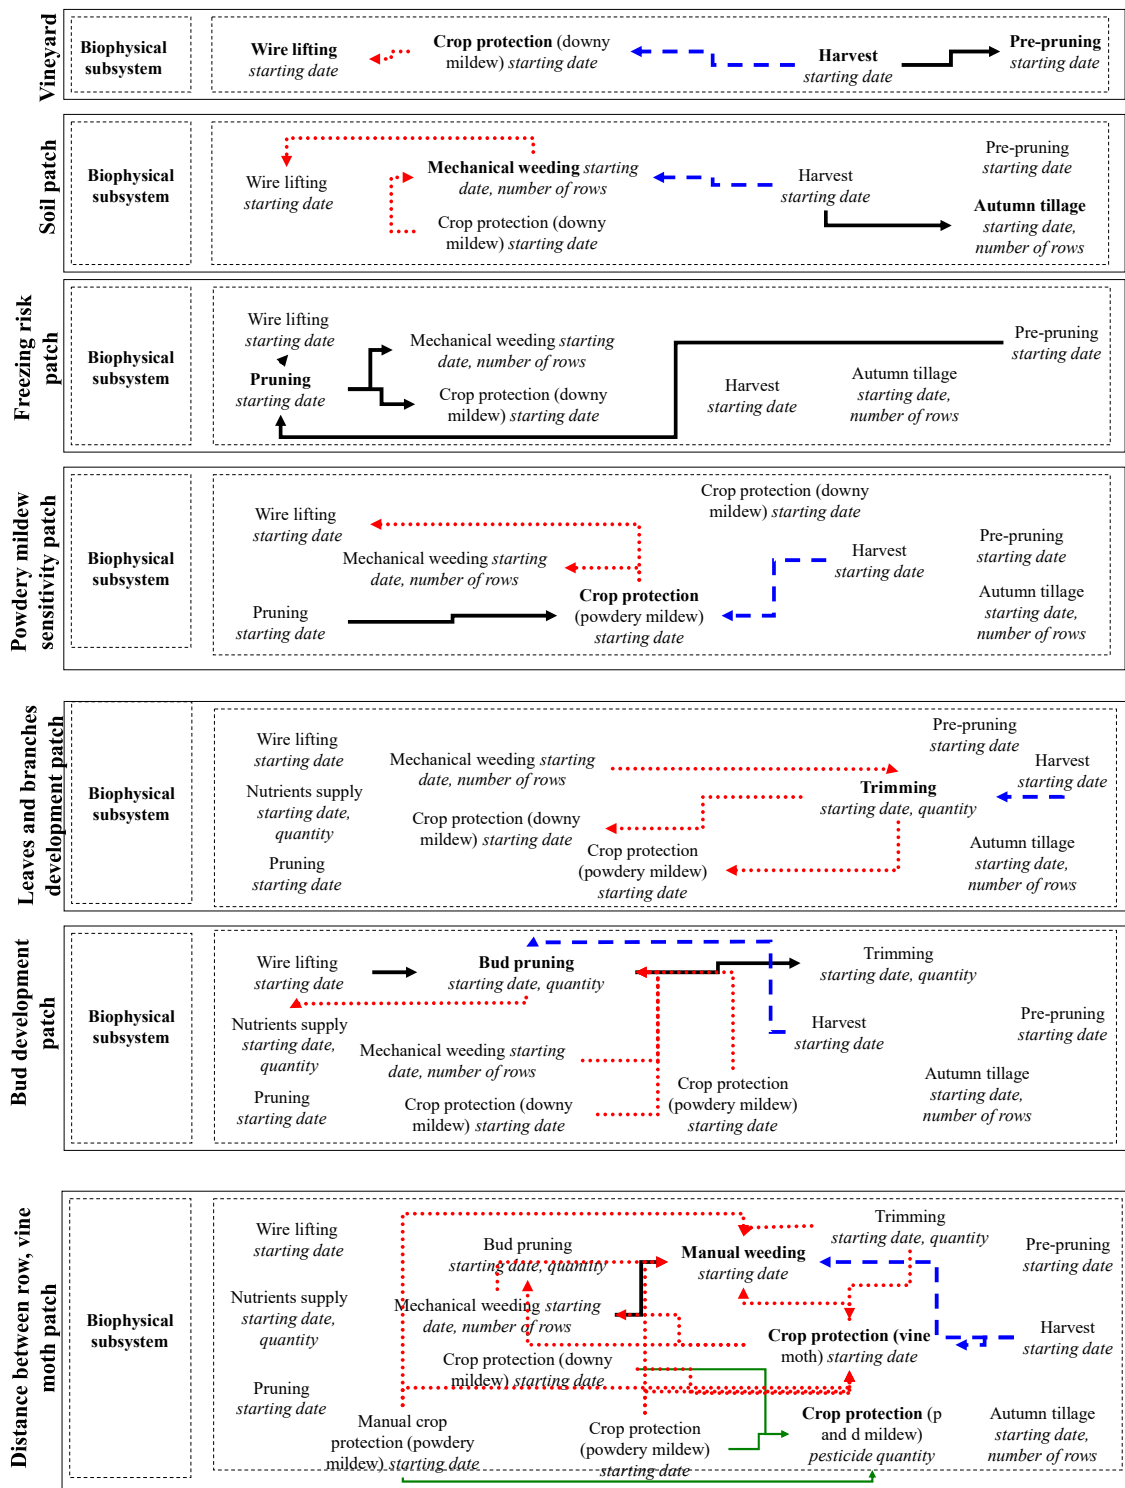 Vineyard
Biophysical
subsystem
Wire lifting
starting date
Crop protection (downy
mildew) starting date
Harvest
starting date
Pre-pruning
starting date
Soil patch
Biophysical
subsystem
Wire lifting
starting date
Mechanical weeding starting
date, number of rows
Crop protection (downy
mildew) starting date
Harvest
starting date
Pre-pruning
starting date
Autumn tillage
starting date,
number of rows
Freezing risk
patch
Biophysical
subsystem
Wire lifting
starting date
Pruning
starting date
Mechanical weeding starting
date, number of rows
Crop protection (downy
mildew) starting date
Harvest
starting date
Autumn tillage
starting date,
number of rows
Pre-pruning
starting date
Powdery mildew
sensitivity patch
Biophysical
subsystem
Wire lifting
starting date
Mechanical weeding starting
date, number of rows
Pruning
starting date
Crop protection
(powdery mildew)
starting date
Crop protection (downy
mildew) starting date
Harvest
starting date
Pre-pruning
starting date
Autumn tillage
starting date,
number of rows
Leaves and branches
development patch
Biophysical
subsystem
Wire lifting
starting date
Nutrients supply
starting date,
quantity
Pruning
starting date
Mechanical weeding starting
date, number of rows
Crop protection (downy
mildew) starting date
Crop protection
(powdery mildew)
starting date
Trimming
starting date, quantity
Pre-pruning
starting date
Harvest
starting date
Autumn tillage
starting date,
number of rows
Bud development
patch
Biophysical
subsystem
Wire lifting
starting date
Nutrients supply
starting date,
quantity
Pruning
starting date
Bud pruning
starting date, quantity
Mechanical weeding starting
date, number of rows
Crop protection (downy
mildew) starting date
Crop protection
(powdery mildew)
starting date
Trimming
starting date, quantity
Harvest
starting date
Pre-pruning
starting date
Autumn tillage
starting date,
number of rows
Distance between row, vine
moth patch
Biophysical
subsystem
Wire lifting
starting date
Nutrients supply
starting date,
quantity
Pruning
starting date
Bud pruning
starting date, quantity
Mechanical weeding starting
date, number of rows
Crop protection (downy
mildew) starting date
Manual crop
protection (powdery
mildew) starting date
Crop protection
(powdery mildew)
starting date
Manual weeding
starting date
Trimming
starting date, quantity
Crop protection (vine
moth) starting date
Crop protection (p
and d mildew)
pesticide quantity
Pre-pruning
starting date
Harvest
starting date
Autumn tillage
starting date,
number of rows